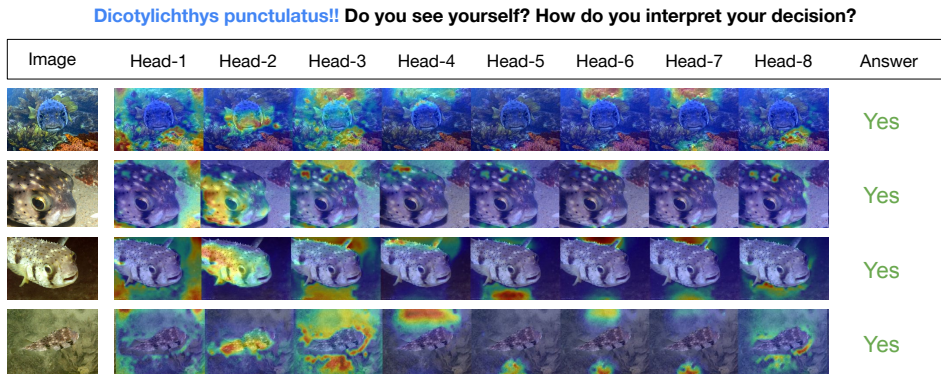 Dicotylichthys punctulatus!! Do you see yourself? How do you interpret your decision?
Image Head-1 Head-2 Head-3 Head-4 Head-5 Head-6 Head-7 Head-8 Answer
Yes
Yes
Yes
Yes